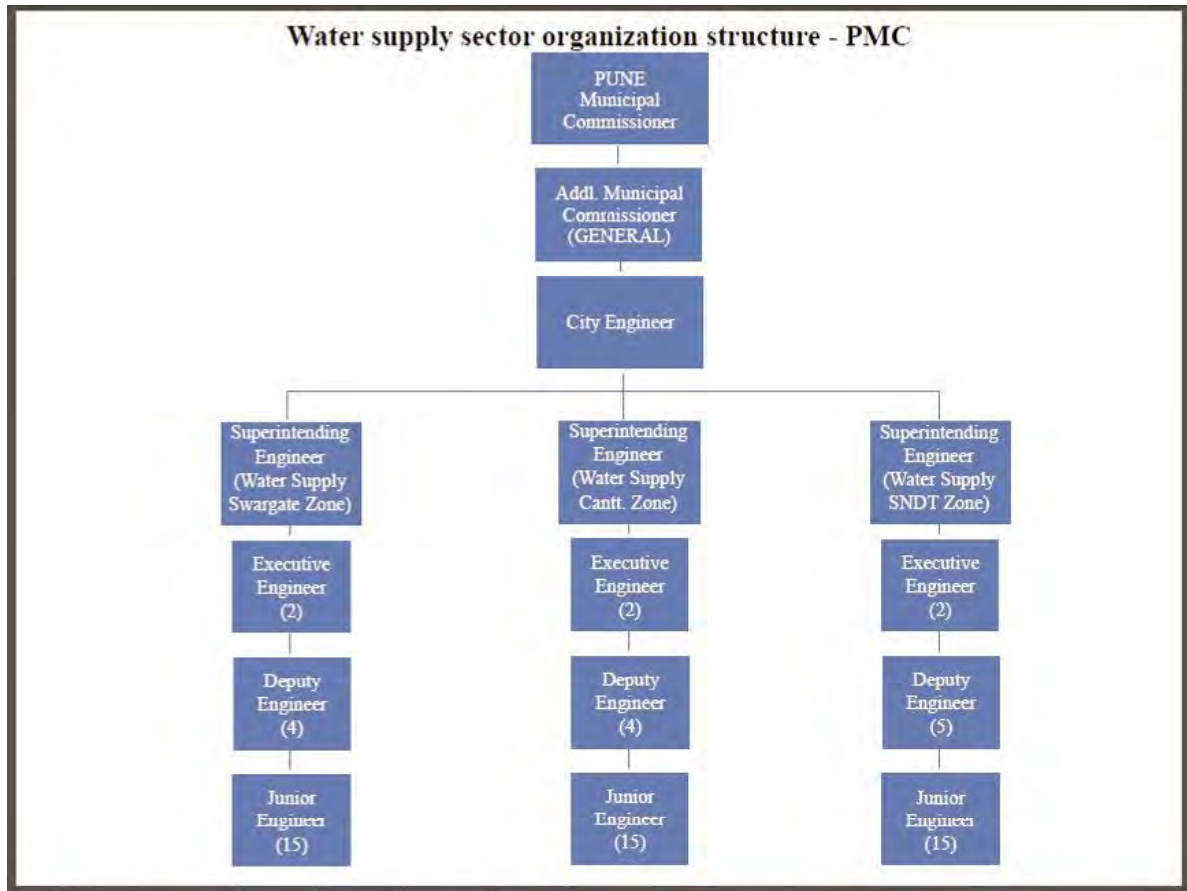 Water supply sector organization structure - PMC
PUNE
Municipal
Commissioner
Addl. Municipal
Commissioner
(GENERAL)
City Engineer
Superintending
Engineer
(Water Supply
Swargate Zone)
Executive
Engineer
(2)
Deputy
Engineer
(4)
Junior
Engineer
(15)
Superintending
Engineer
(Water Supply
Cantt. Zone)
Executive
Engineer
(2)
Deputy
Engineer
(4)
Junior
Engineer
(15)
Superintending
Engineer
(Water Supply
SNDT Zone)
Executive
Engineer
(2)
Deputy
Engineer
(5)
Junior
Engineer
(15)